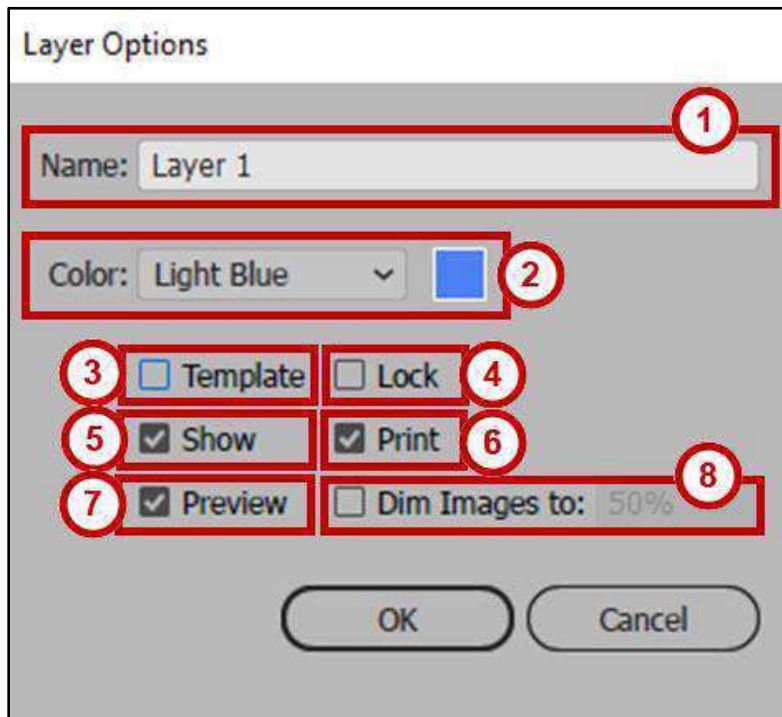 Layer Options
1
Name: Layer 1
Color: Light Blue
2
3 Template Lock 4
5 Show Print 6
8
7 Preview Dim Images to: 50%
OK Cancel